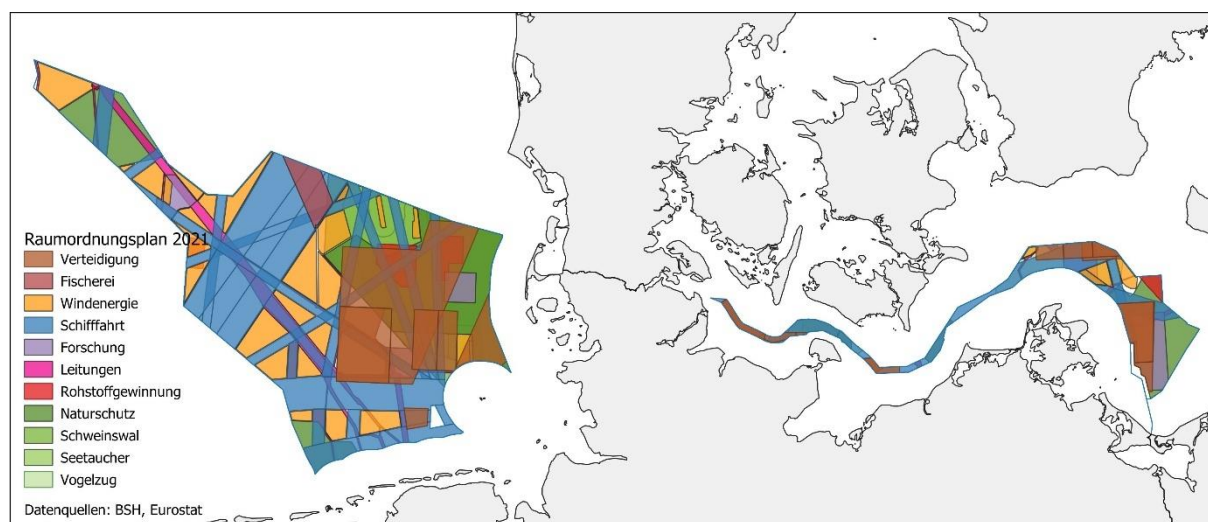 Raumordnungsplan 2021
Verteidigung
Fischerei
Windenergie
Schifffahrt
Forschung
Leitungen
Rohstoffgewinnung
Naturschutz
Schweinswal
Seetaucher
Vogelzug
Datenquellen: BSH, Eurostat